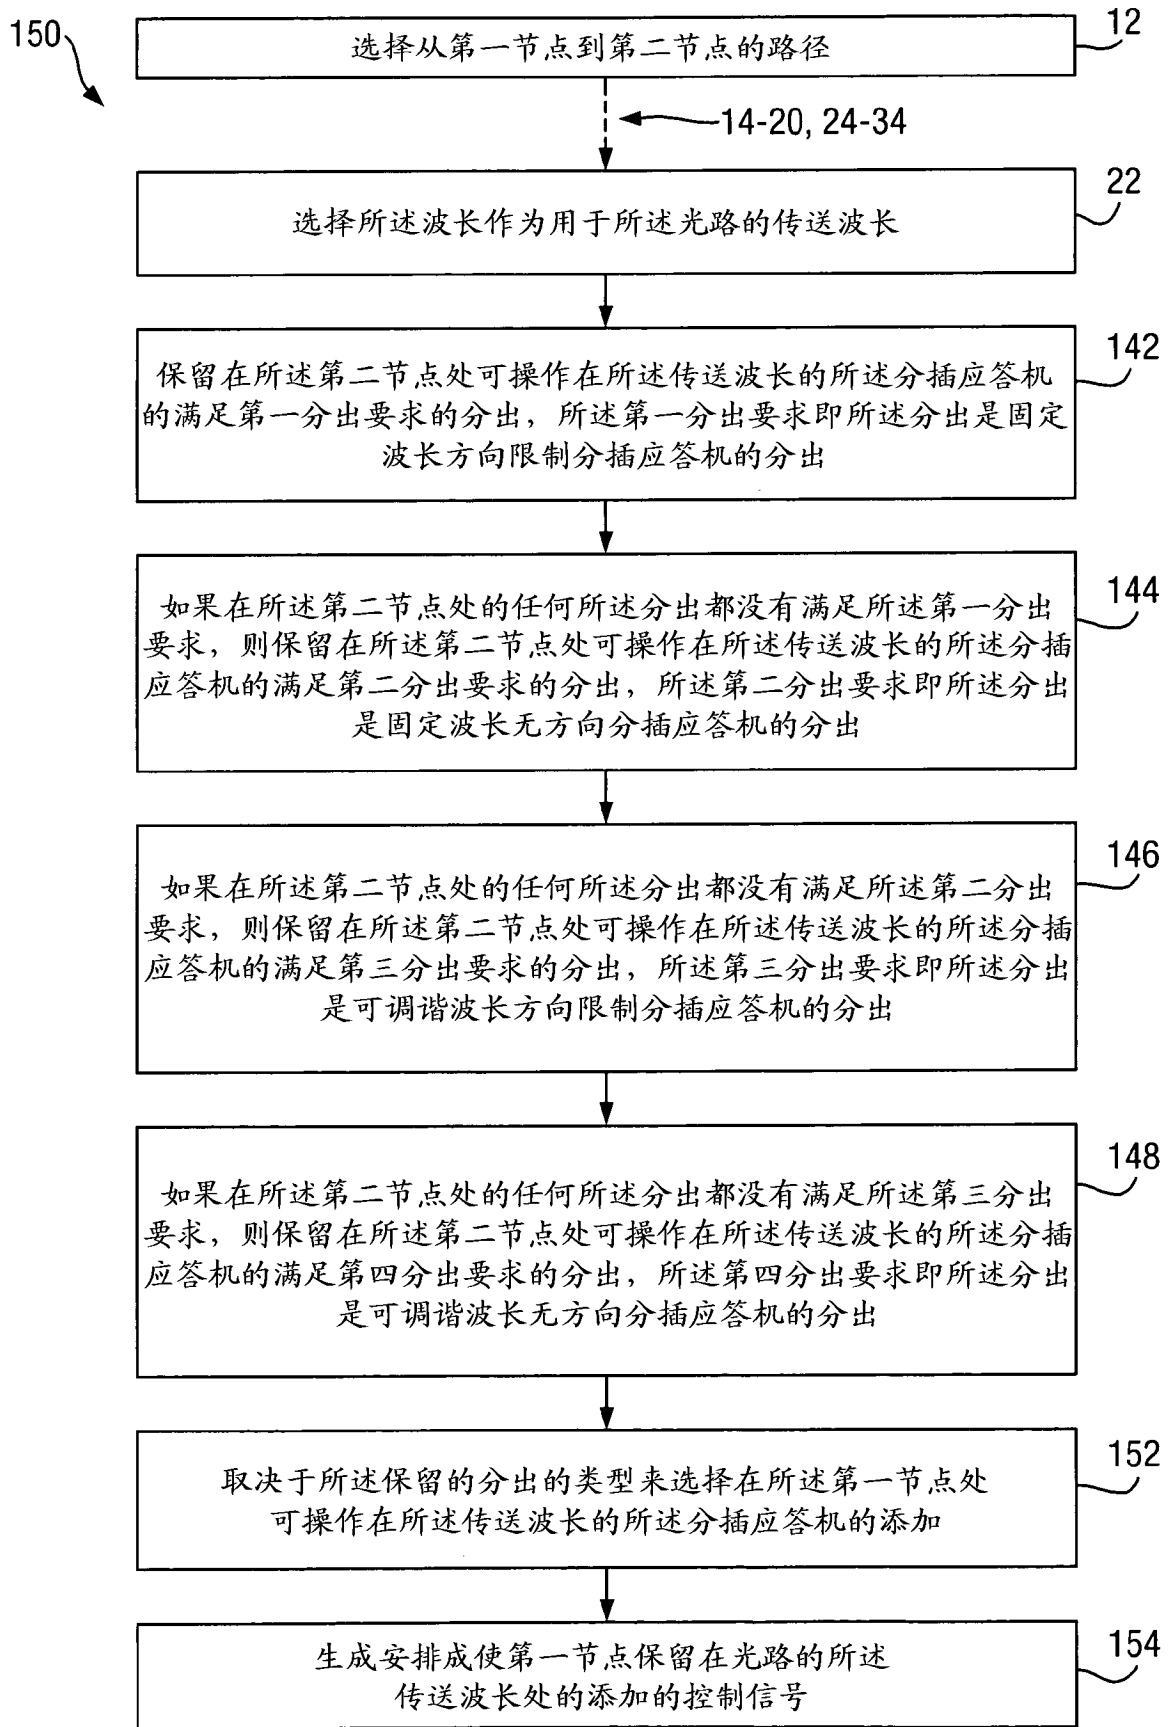 150
12
选择从第一节点到第二节点的路径
14-20, 24-34
22
选择所述波长作为用于所述光路的传送波长
142
保留在所述第二节点处可操作在所述传送波长的所述分插应答机
的满足第一分出要求的分出，所述第一分出要求即所述分出是固定
波长方向限制分插应答机的分出
144
如果在所述第二节点处的任何所述分出都没有满足所述第一分出
要求，则保留在所述第二节点处可操作在所述传送波长的所述分插
应答机的满足第二分出要求的分出，所述第二分出要求即所述分出
是固定波长无方向分插应答机的分出
146
如果在所述第二节点处的任何所述分出都没有满足所述第二分出
要求，则保留在所述第二节点处可操作在所述传送波长的所述分插
应答机的满足第三分出要求的分出，所述第三分出要求即所述分出
是可调谐波长方向限制分插应答机的分出
148
如果在所述第二节点处的任何所述分出都没有满足所述第三分出
要求，则保留在所述第二节点处可操作在所述传送波长的所述分插
应答机的满足第四分出要求的分出，所述第四分出要求即所述分出
是可调谐波长无方向分插应答机的分出
152
取决于所述保留的分出的类型来选择在所述第一节点处
可操作在所述传送波长的所述分插应答机的添加
154
生成安排成使第一节点保留在光路的所述
传送波长处的添加的控制信号